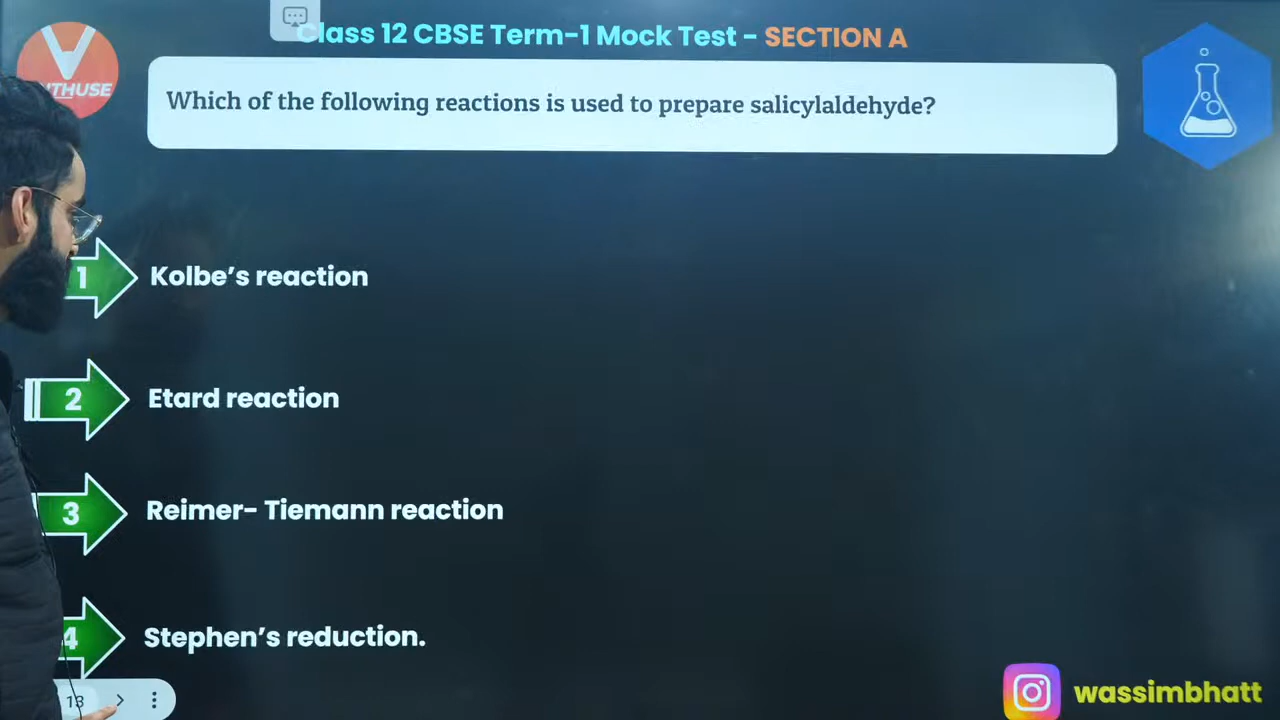 Class 12 CBSE Term-1 Mock Test - SECTION A
Which of the following reactions is used to prepare salicylaldehyde?
1 Kolbe's reaction
2 Etard reaction
3 Reimer- Tiemann reaction
4 Stephen's reduction.
13
wassimbhatt